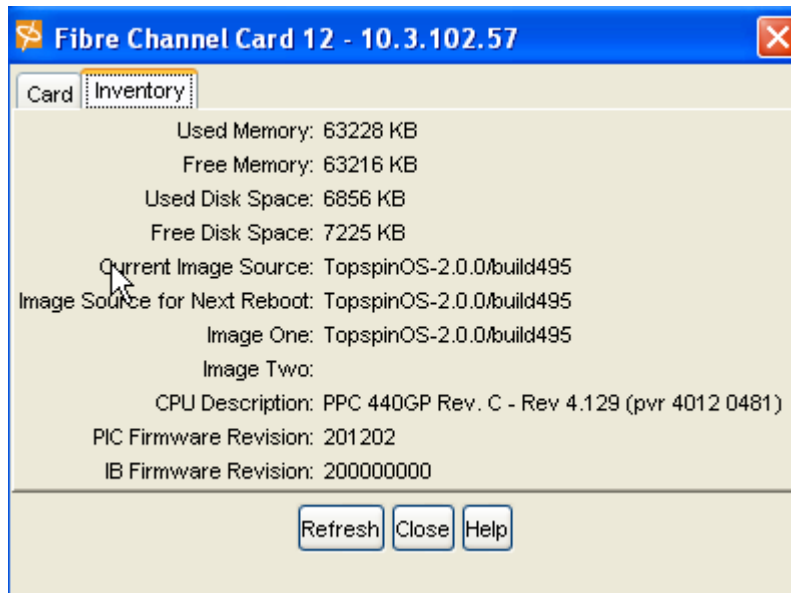 Fibre Channel Card 12 - 10.3.102.57
Card Inventory
Used Memory: 63228 KB
Free Memory: 63216 KB
Used Disk Space: 6856 KB
Free Disk Space: 7225 KB
Current Image Source: TopspinOS-2.0.0/build495
Image Source for Next Reboot: TopspinOS-2.0.0/build495
Image One: TopspinOS-2.0.0/build495
Image Two:
CPU Description: PPC 440GP Rev. C - Rev 4.129 (pvr 4012 0481)
PIC Firmware Revision: 201202
IB Firmware Revision: 200000000
Refresh Close Help